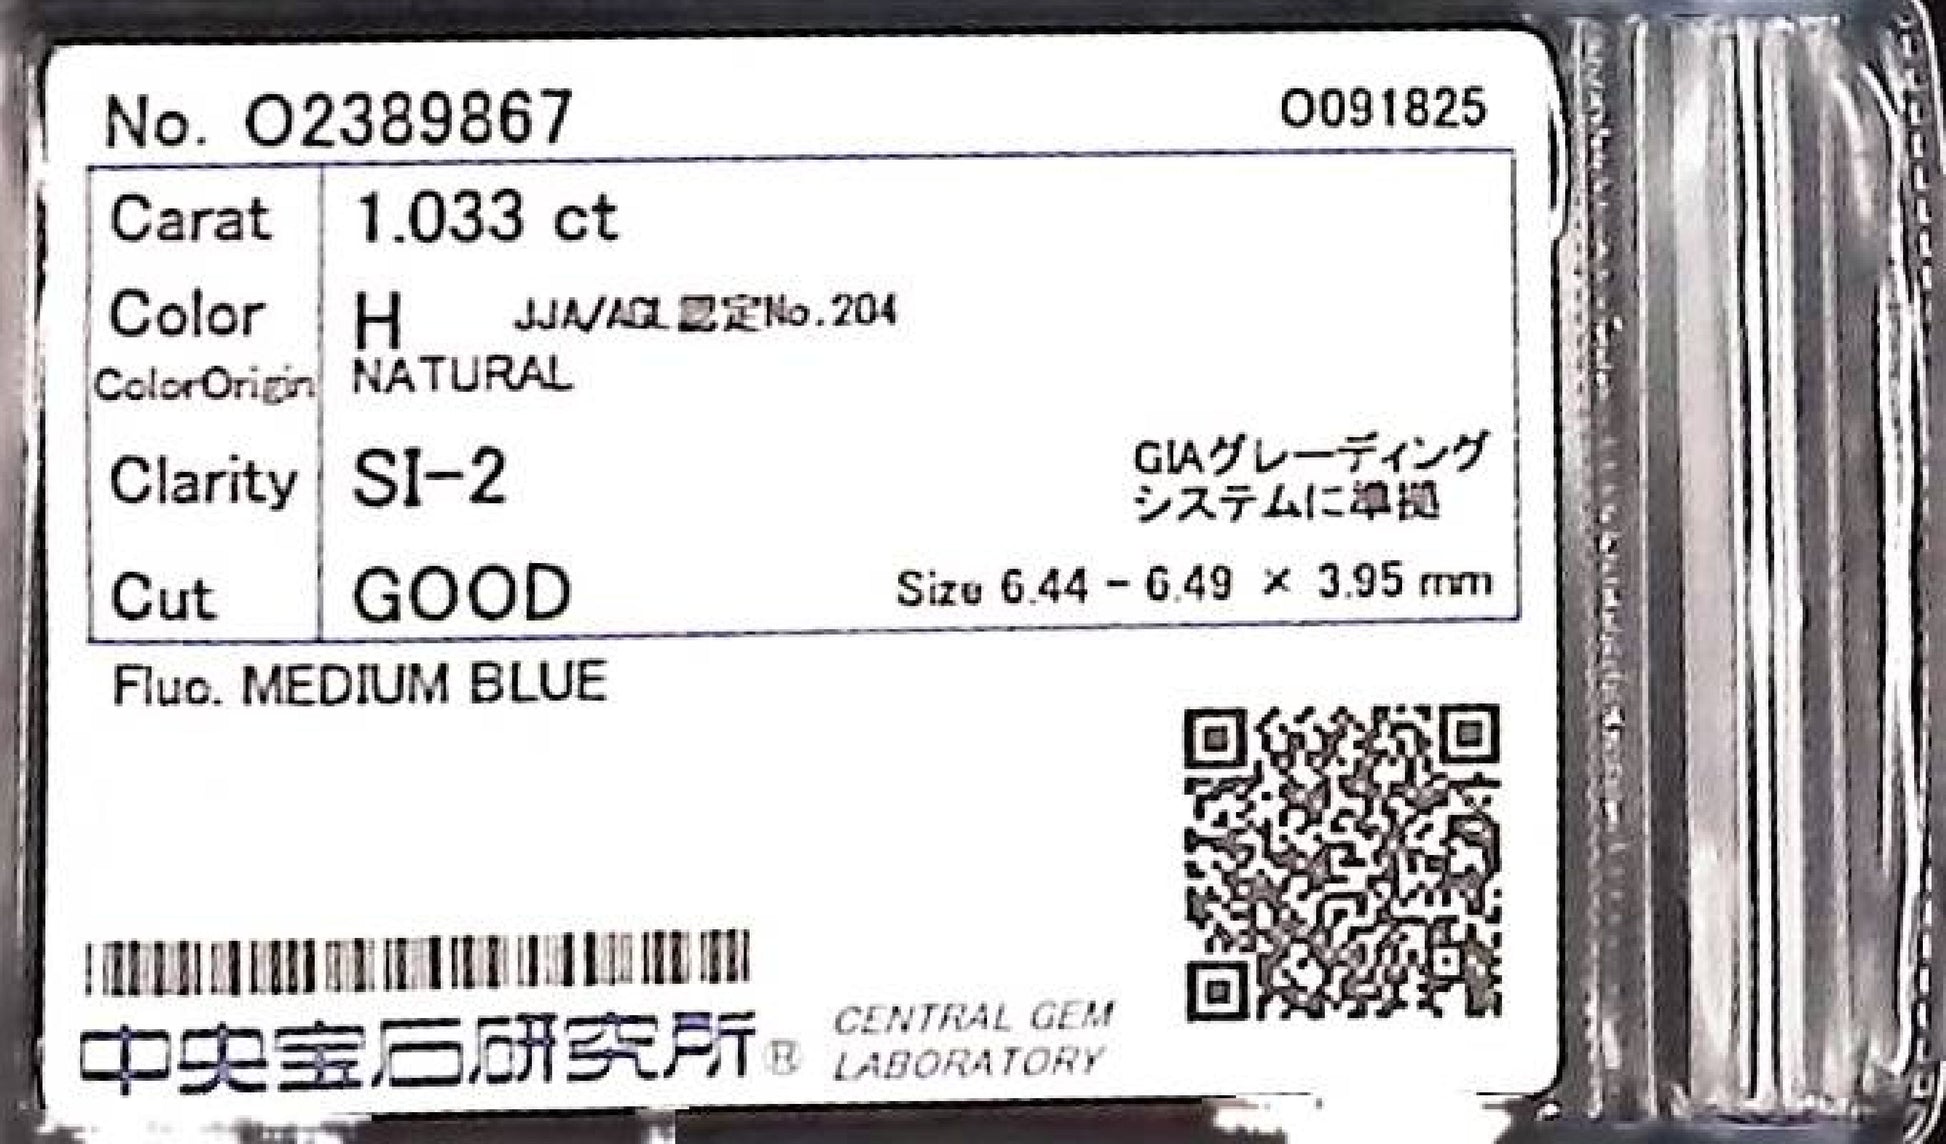 No. O2389867 O091825
Carat 1.033 ct
Color H JJA/AGL認定No.204
ColorOrigin NATURAL
Clarity SI-2
GIAグレーディング
システムに準拠
Cut GOOD Size 6.44 - 6.49 × 3.95 mm
Fluo. MEDIUM BLUE
中央宝石研究所® CENTRAL GEM
LABORATORY